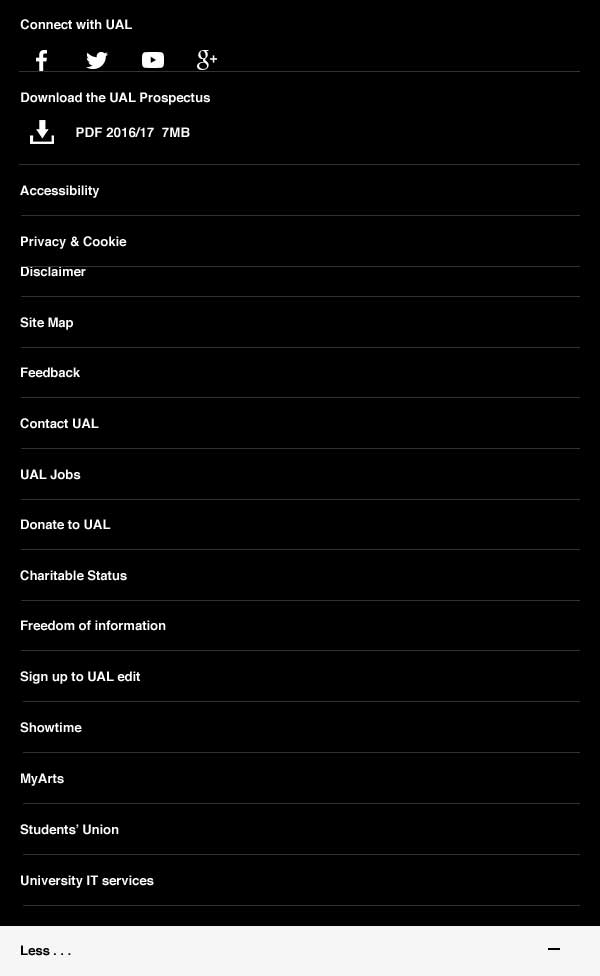 Connect with UAL
Download the UAL Prospectus
PDF 2016/17 7MB
Accessibility
Privacy & Cookie
Disclaimer
Site Map
Feedback
Contact UAL
UAL Jobs
Donate to UAL
Charitable Status
Freedom of information
Sign up to UAL edit
Showtime
MyArts
Students’ Union
University IT services
Less . . .